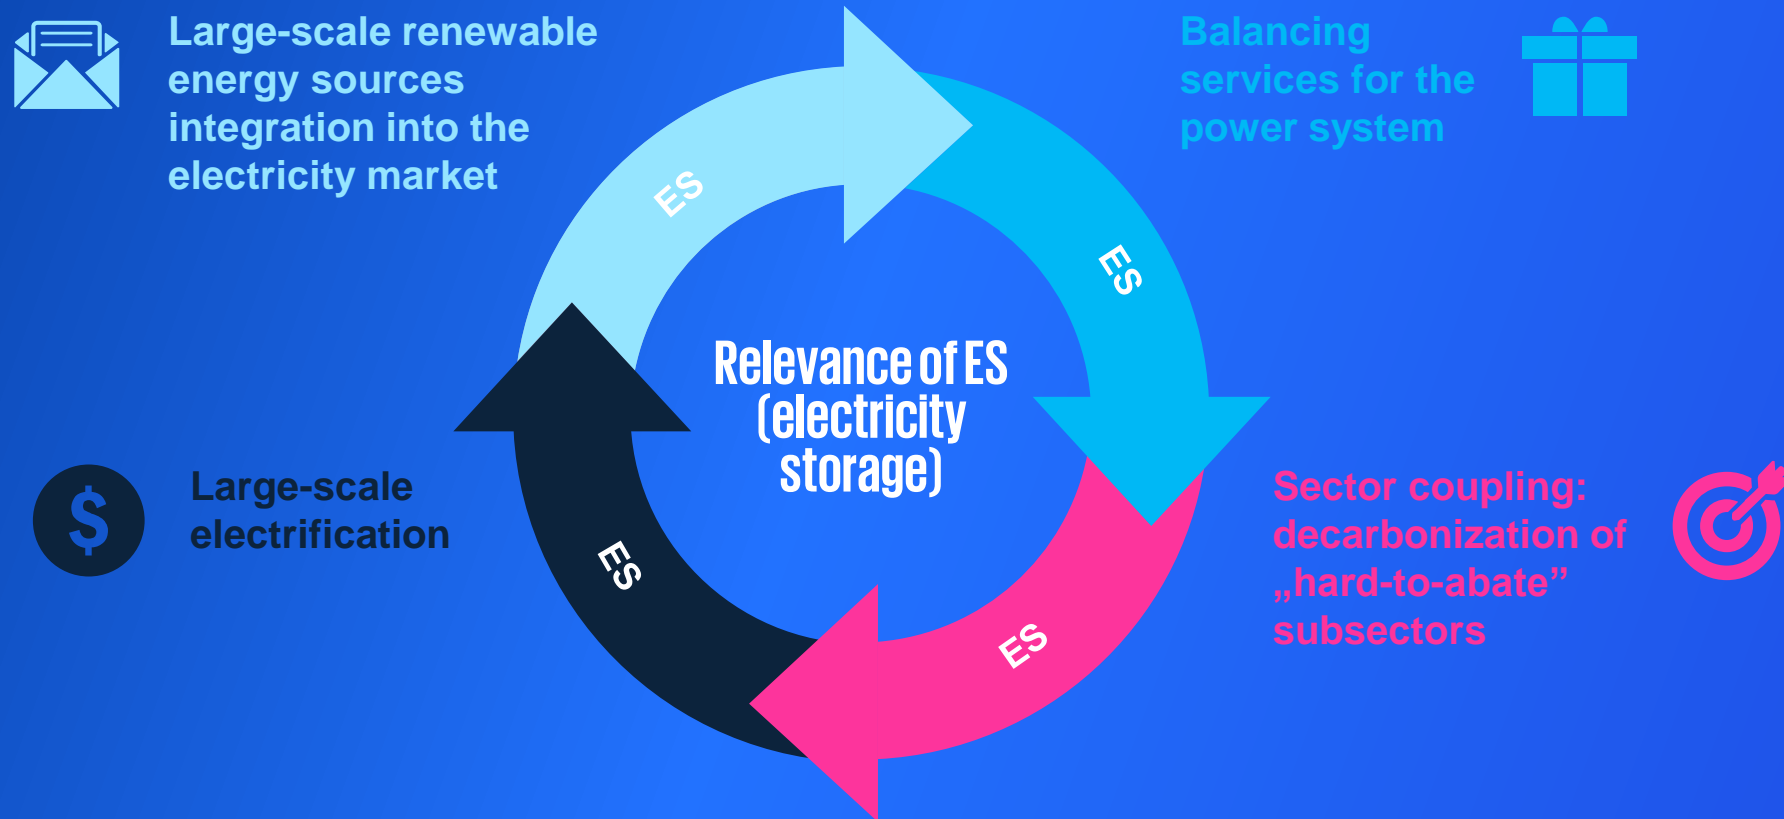 Large-scale renewable
energy sources
integration into the
electricity market
Balancing
services for the
power system
ES
ES
Relevance of ES
(electricity
storage)
$
Large-scale
electrification
Sector coupling:
decarbonization of
„hard-to-abate”
subsectors
ES
ES